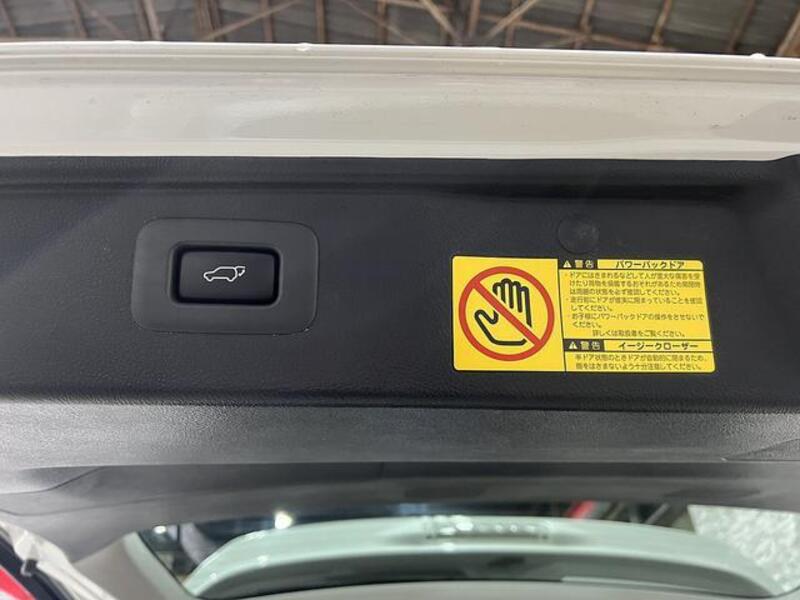 警告 パワーバックドア
・ドアにはさまれるなどして人が重大な傷害を受
けたり荷物を損傷するおそれがあるため開閉時
は周囲の状態を必ず確認してください。
・走行前にドアが確実に閉まっていることを確認
してください。
・お子様にパワーバックドアの操作をさせないで
ください。
詳しくは取扱書をご覧ください。
警告 イージークローザー
半ドア状態のときドアが自動的に閉まるため、
指をはさまないよう十分注意してください。